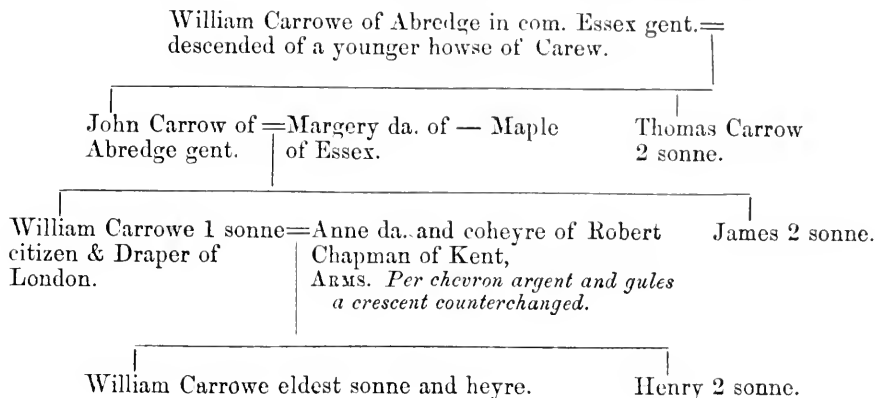 William Carrowe of Abredge in com. Essex gent.=
descended of a younger howse of Carew.
John Carrow of =Margery da. of — Maple
Abredge gent. of Essex.
Thomas Carrow
2 sonne.
William Carrowe 1 sonne=Anne da. and coheyre of Robert
citizen & Draper of Chapman of Kent,
London. ARMS. Per chevron argent and gules
a crescent counterchanged.
James 2 sonne.
William Carrowe eldest sonne and heyre.
Henry 2 sonne.